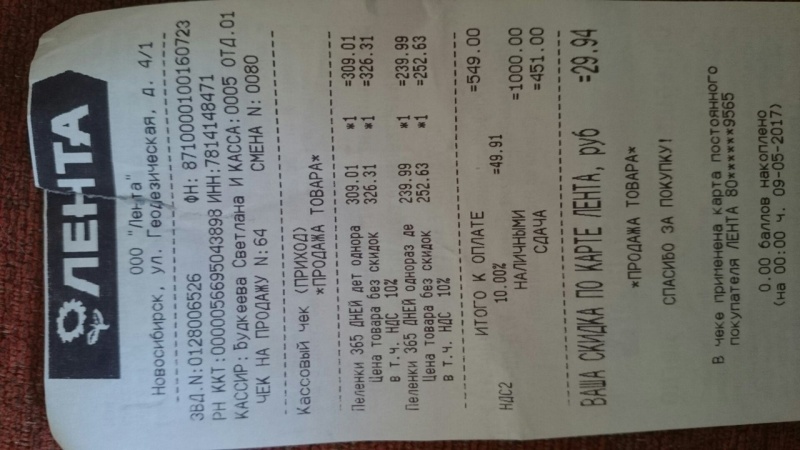 ЛЕНТА
ООО "Лента"
Новосибирск, ул. Геодезическая, д. 4/1
ЗВД.N:0128006526 ФН: 8710000100160723
РН ККТ:0000056695043898 ИНН:7814148471
КАССИР: Будкеева Светлана И КАССА:0005 ОТД.01
ЧЕК НА ПРОДАЖУ N:64 СМЕНА N: 0080
Кассовый чек (ПРИХОД)
*ПРОДАЖА ТОВАРА*
Пеленки 365 ДНЕЙ дет однора 309.01 *1 =309.01
Цена товара без скидок 326.31 *1 =326.31
в т.ч. НДС 10%
Пеленки 365 ДНЕЙ однораз де 239.99 *1 =239.99
Цена товара без скидок 252.63 *1 =252.63
в т.ч. НДС 10%
ИТОГО К ОПЛАТЕ =549.00
НДС2 10.00% =49.91
НАЛИЧНЫМИ =1000.00
СДАЧА =451.00
ВАША СКИДКА ПО КАРТЕ ЛЕНТА, руб =29.94
*ПРОДАЖА ТОВАРА*
СПАСИБО ЗА ПОКУПКУ!
В чеке применена карта постоянного
покупателя ЛЕНТА 80******9565
0.00 баллов накоплено
(на 00:00 ч. 09-05-2017)